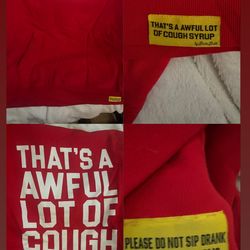 THAT'S A AWFUL LOT
OF COUGH SYRUP
THAT'S A
AWFUL
LOT OF
COUGH
PLEASE DO NOT SIP DRANK